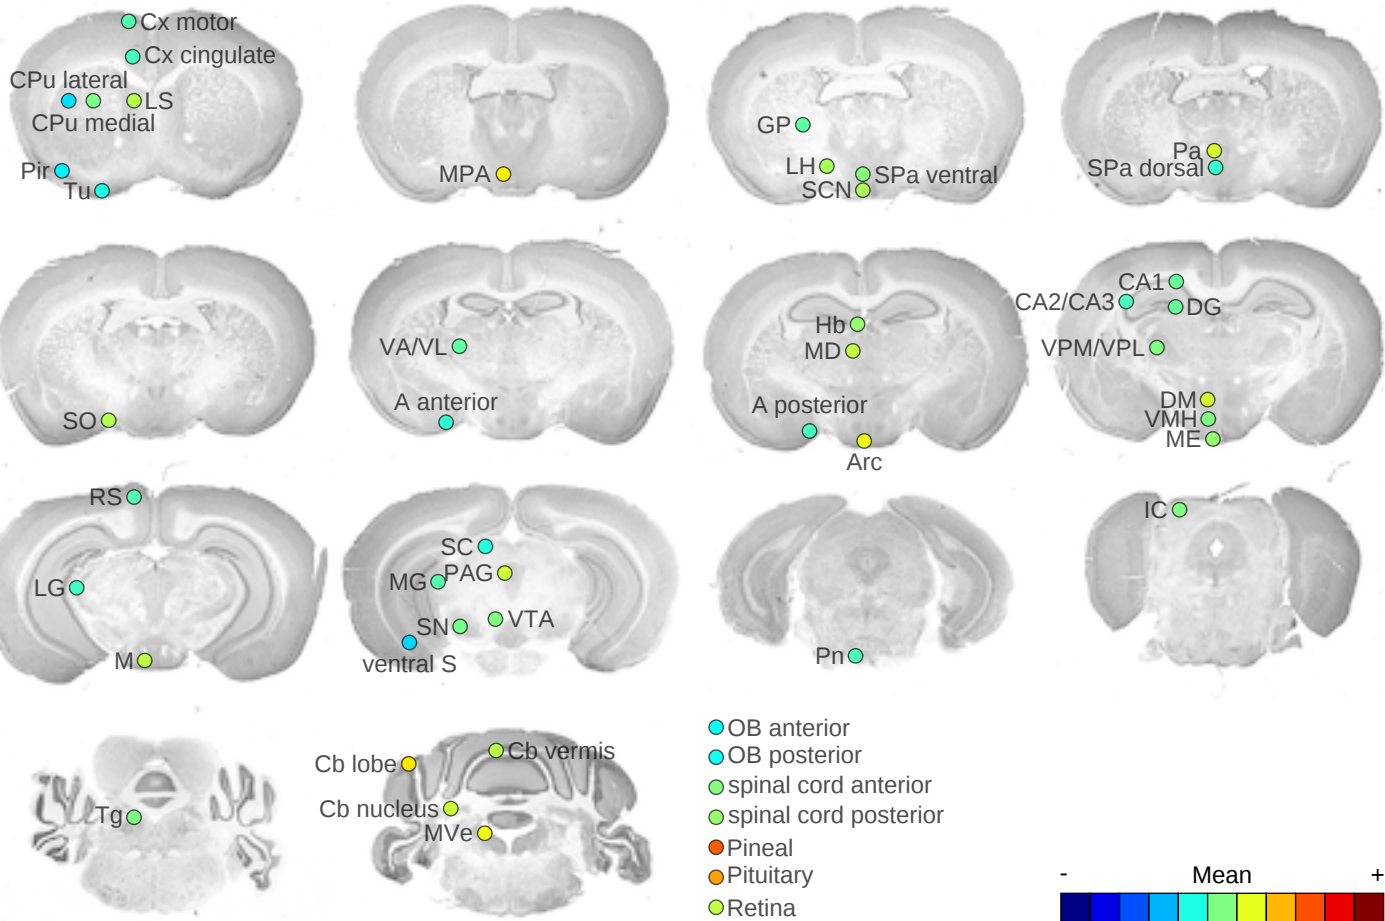 Cx motor
Cx cingulate
CPu lateral
LS
CPu medial
Pir
Tu
MPA
GP
LH
SPa ventral
SCN
Pa
SPa dorsal
SO
VA/VL
A anterior
Hb
MD
A posterior
Arc
CA1
CA2/CA3
DG
VPM/VPL
DM
VMH
ME
RS
LG
M
SC
MG
PAG
SN
VTA
ventral S
Pn
IC
Tg
Cb lobe
Cb vermis
Cb nucleus
MVe
OB anterior
OB posterior
spinal cord anterior
spinal cord posterior
Pineal
Pituitary
Retina
- Mean +